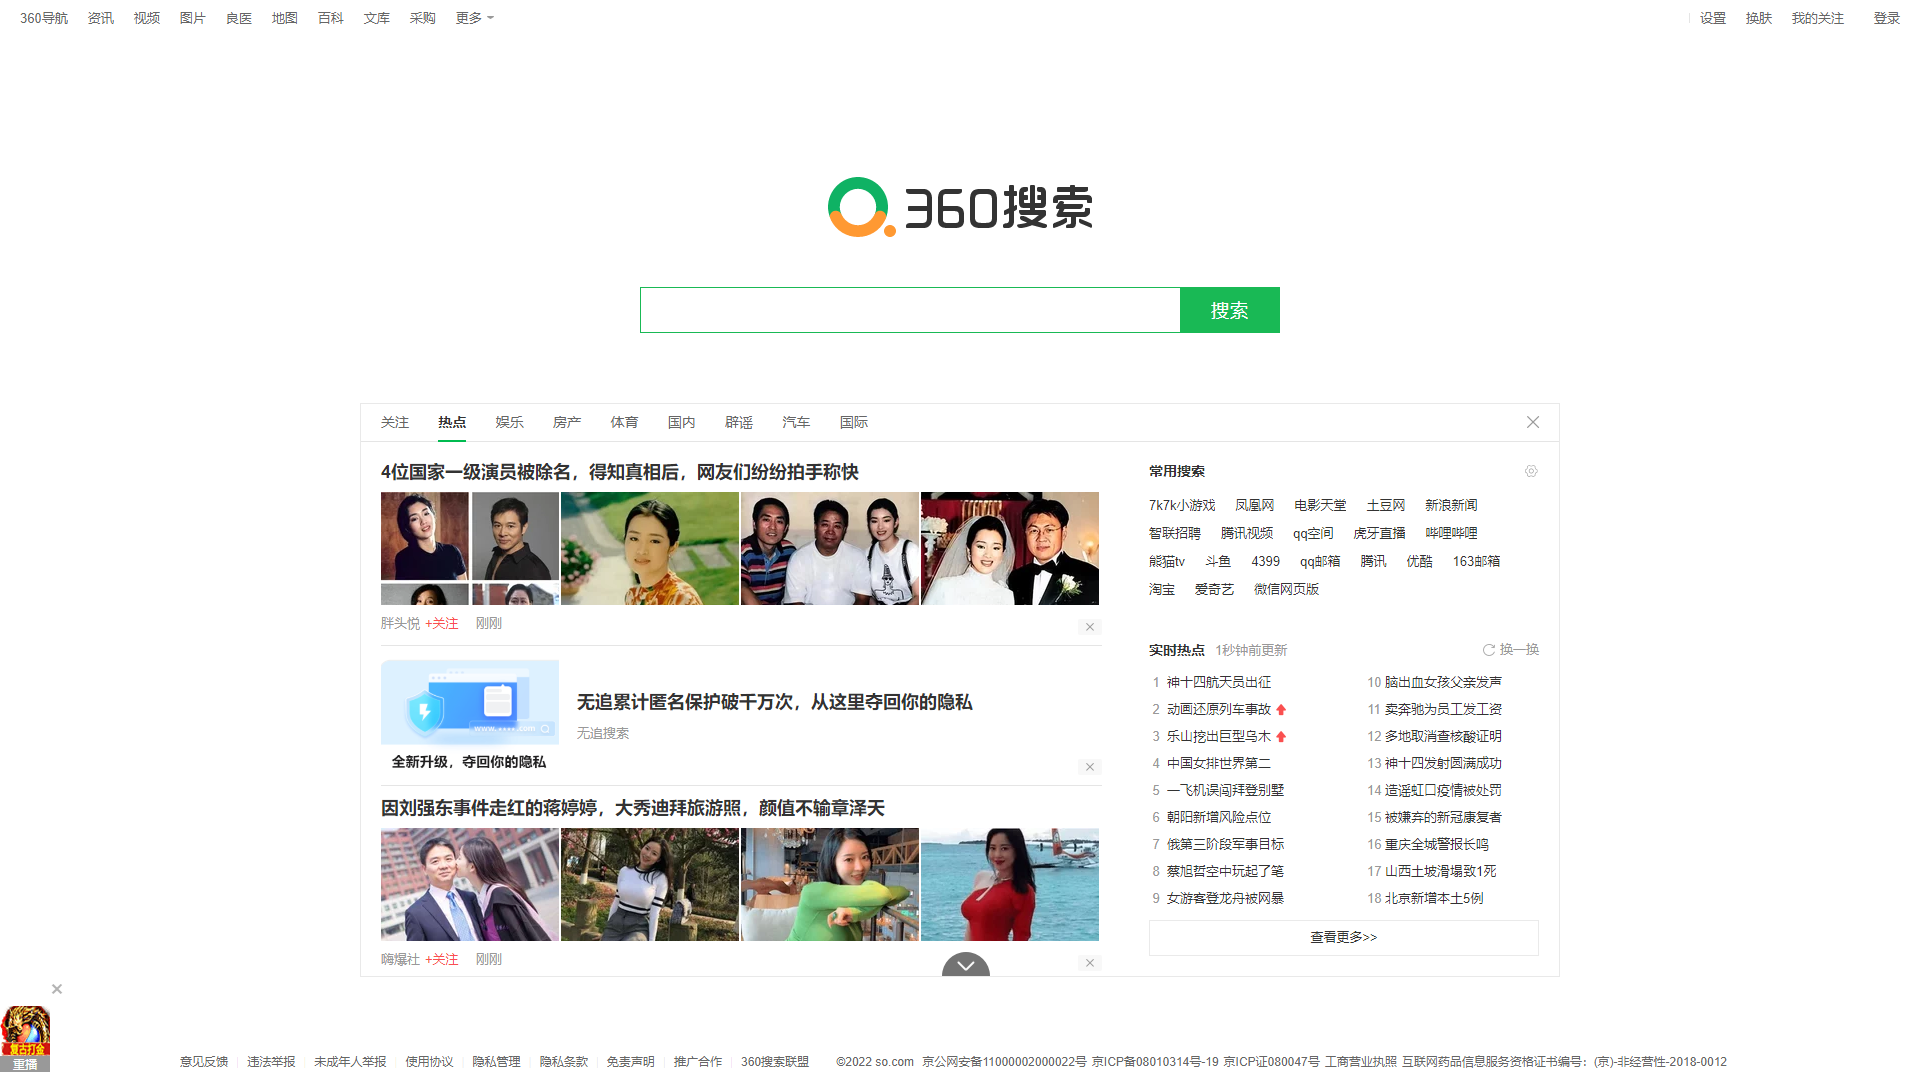 360导航 资讯 视频 图片 良医 地图 百科 文库 采购 更多
设置 换肤 我的关注 登录
360搜索
搜索
关注 热点 娱乐 房产 体育 国内 辟谣 汽车 国际
4位国家一级演员被除名，得知真相后，网友们纷纷拍手称快
胖头悦 +关注 刚刚
www.****.com
全新升级，夺回你的隐私
无追累计匿名保护破千万次，从这里夺回你的隐私
无追搜索
因刘强东事件走红的蒋婷婷，大秀迪拜旅游照，颜值不输章泽天
嗨爆社 +关注 刚刚
常用搜索
7k7k小游戏 凤凰网 电影天堂 土豆网 新浪新闻
智联招聘 腾讯视频 qq空间 虎牙直播 哔哩哔哩
熊猫tv 斗鱼 4399 qq邮箱 腾讯 优酷 163邮箱
淘宝 爱奇艺 微信网页版
实时热点 1秒钟前更新 换一换
1 神十四航天员出征
2 动画还原列车事故
3 乐山挖出巨型乌木
4 中国女排世界第二
5 一飞机误闯拜登别墅
6 朝阳新增风险点位
7 俄第三阶段军事目标
8 蔡旭哲空中玩起了笔
9 女游客登龙舟被网暴
10 脑出血女孩父亲发声
11 卖奔驰为员工发工资
12 多地取消查核酸证明
13 神十四发射圆满成功
14 造谣虹口疫情被处罚
15 被嫌弃的新冠康复者
16 重庆全城警报长鸣
17 山西土坡滑塌致1死
18 北京新增本土5例
查看更多>>
复古打金
重播
意见反馈 违法举报 未成年人举报 使用协议 隐私管理 隐私条款 免责声明 推广合作 360搜索联盟 ©2022 so.com 京公网安备11000002000022号 京ICP备08010314号-19 京ICP证080047号 工商营业执照 互联网药品信息服务资格证书编号：(京)-非经营性-2018-0012